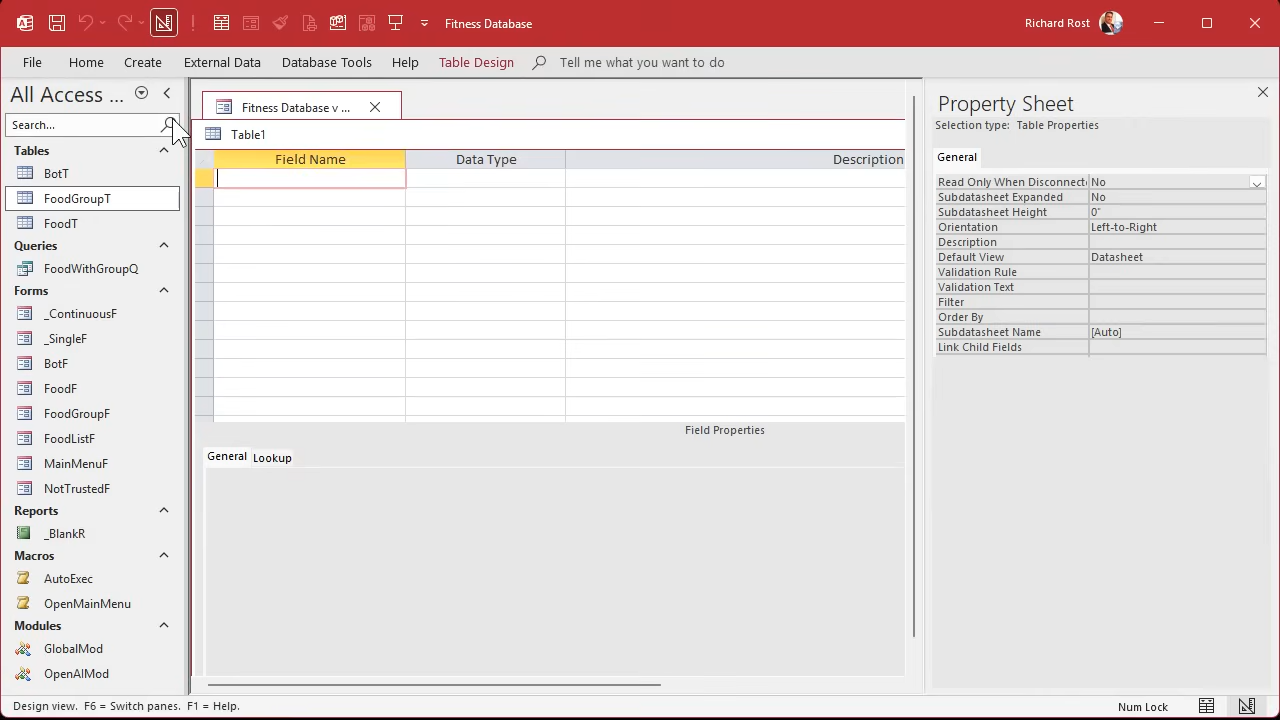 Fitness Database
Richard Rost
File
Home
Create
External Data
Database Tools
Help
Table Design
Tell me what you want to do
All Access ...
Search...
Tables
BotT
FoodGroupT
FoodT
Queries
FoodWithGroupQ
Forms
_ContinuousF
_SingleF
BotF
FoodF
FoodGroupF
FoodListF
MainMenuF
NotTrustedF
Reports
_BlankR
Macros
AutoExec
OpenMainMenu
Modules
GlobalMod
OpenAIMod
Fitness Database v ...
Table1
Field Name
Data Type
Description
Field Properties
General
Lookup
Property Sheet
Selection type: Table Properties
General
Read Only When Disconnecte No
Subdatasheet Expanded No
Subdatasheet Height 0"
Orientation Left-to-Right
Description
Default View Datasheet
Validation Rule
Validation Text
Filter
Order By
Subdatasheet Name [Auto]
Link Child Fields
Design view. F6 = Switch panes. F1 = Help.
Num Lock